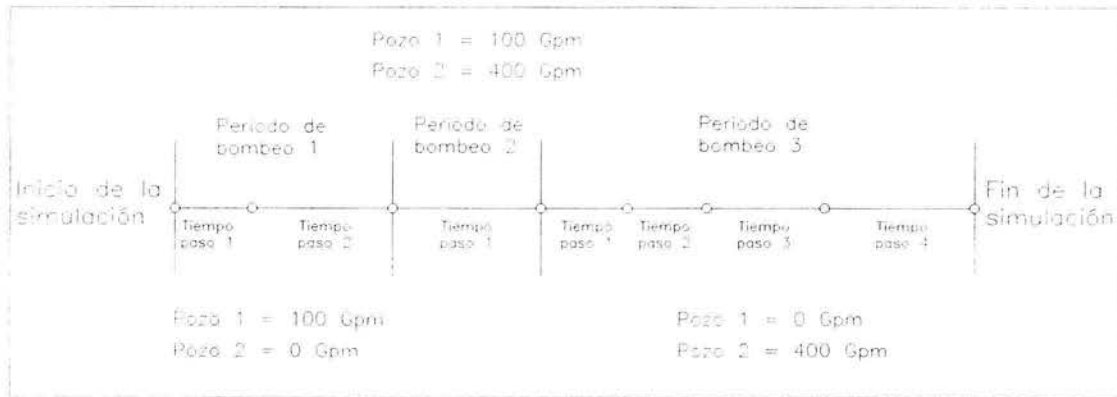 Pozo 1 = 100 Gpm
Pozo 2 = 400 Gpm
Periodo de
bombeo 1
Periodo de
bombeo 2
Periodo de
bombeo 3
Inicio de la
simulación
Fin de la
simulación
Tiempo
paso 1
Tiempo
paso 2
Tiempo
paso 1
Tiempo
paso 1
Tiempo
paso 2
Tiempo
paso 3
Tiempo
paso 4
Pozo 1 = 100 Gpm
Pozo 2 = 0 Gpm
Pozo 1 = 0 Gpm
Pozo 2 = 400 Gpm